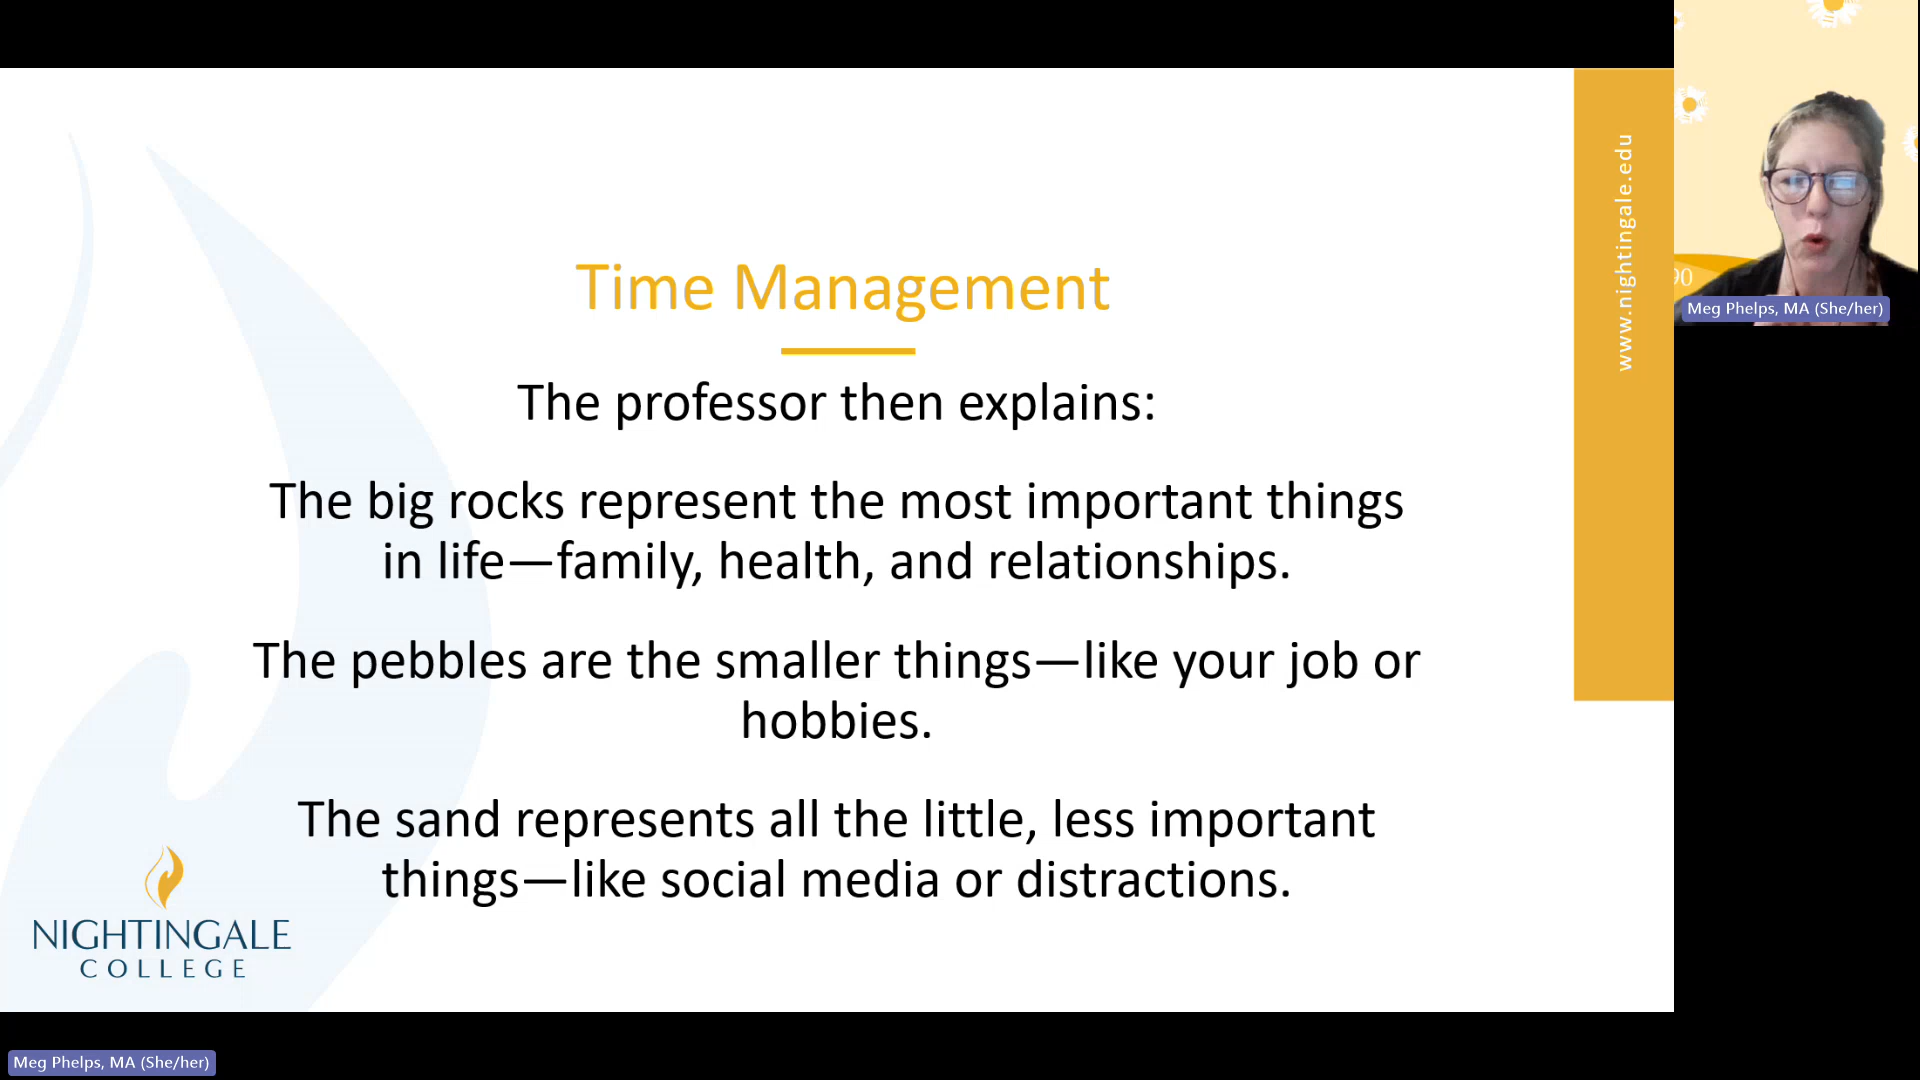 Time Management
The professor then explains:
The big rocks represent the most important things
in life—family, health, and relationships.
The pebbles are the smaller things—like your job or
hobbies.
The sand represents all the little, less important
things—like social media or distractions.
NIGHTINGALE
COLLEGE
www.nightingale.edu
90
Meg Phelps, MA (She/her)
Meg Phelps, MA (She/her)